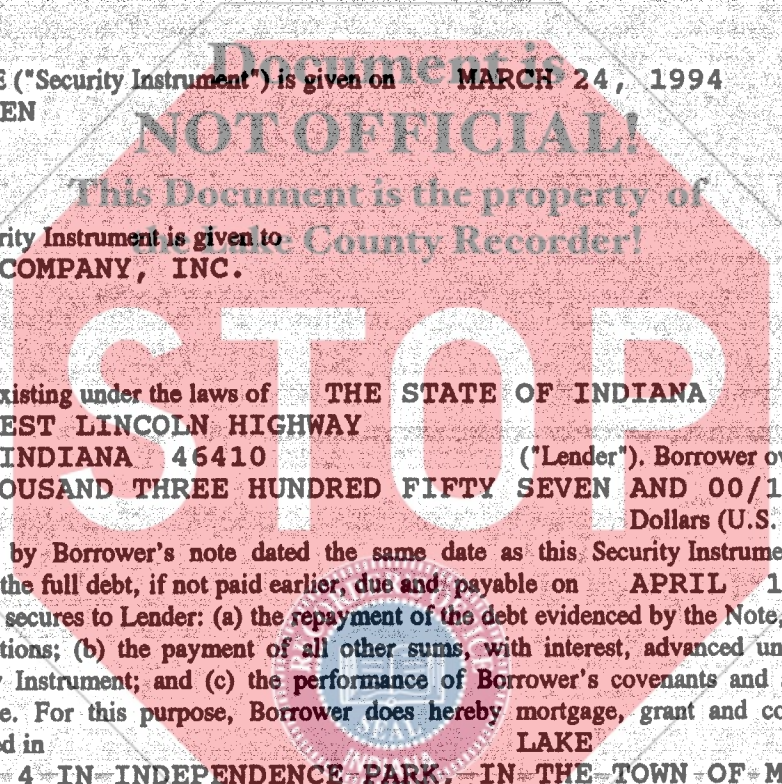 Document is
E ("Security Instrument") is given on MARCH 24, 1994
EN
NOT OFFICIAL!
This Document is the property of
rity Instrument is given to
the Lake County Recorder!
COMPANY, INC.
STOP
xisting under the laws of THE STATE OF INDIANA
EST LINCOLN HIGHWAY
INDIANA 46410 ("Lender"). Borrower ow
OUSAND THREE HUNDRED FIFTY SEVEN AND 00/1
Dollars (U.S.
by Borrower's note dated the same date as this Security Instrume
the full debt, if not paid earlier, due and payable on APRIL 1
secures to Lender: (a) the repayment of the debt evidenced by the Note,
tions; (b) the payment of all other sums, with interest, advanced un
y Instrument; and (c) the performance of Borrower's covenants and
e. For this purpose, Borrower does hereby mortgage, grant and co
ed in LAKE
SEAL
INDIANA
4 IN INDEPENDENCE PARK, IN THE TOWN OF M